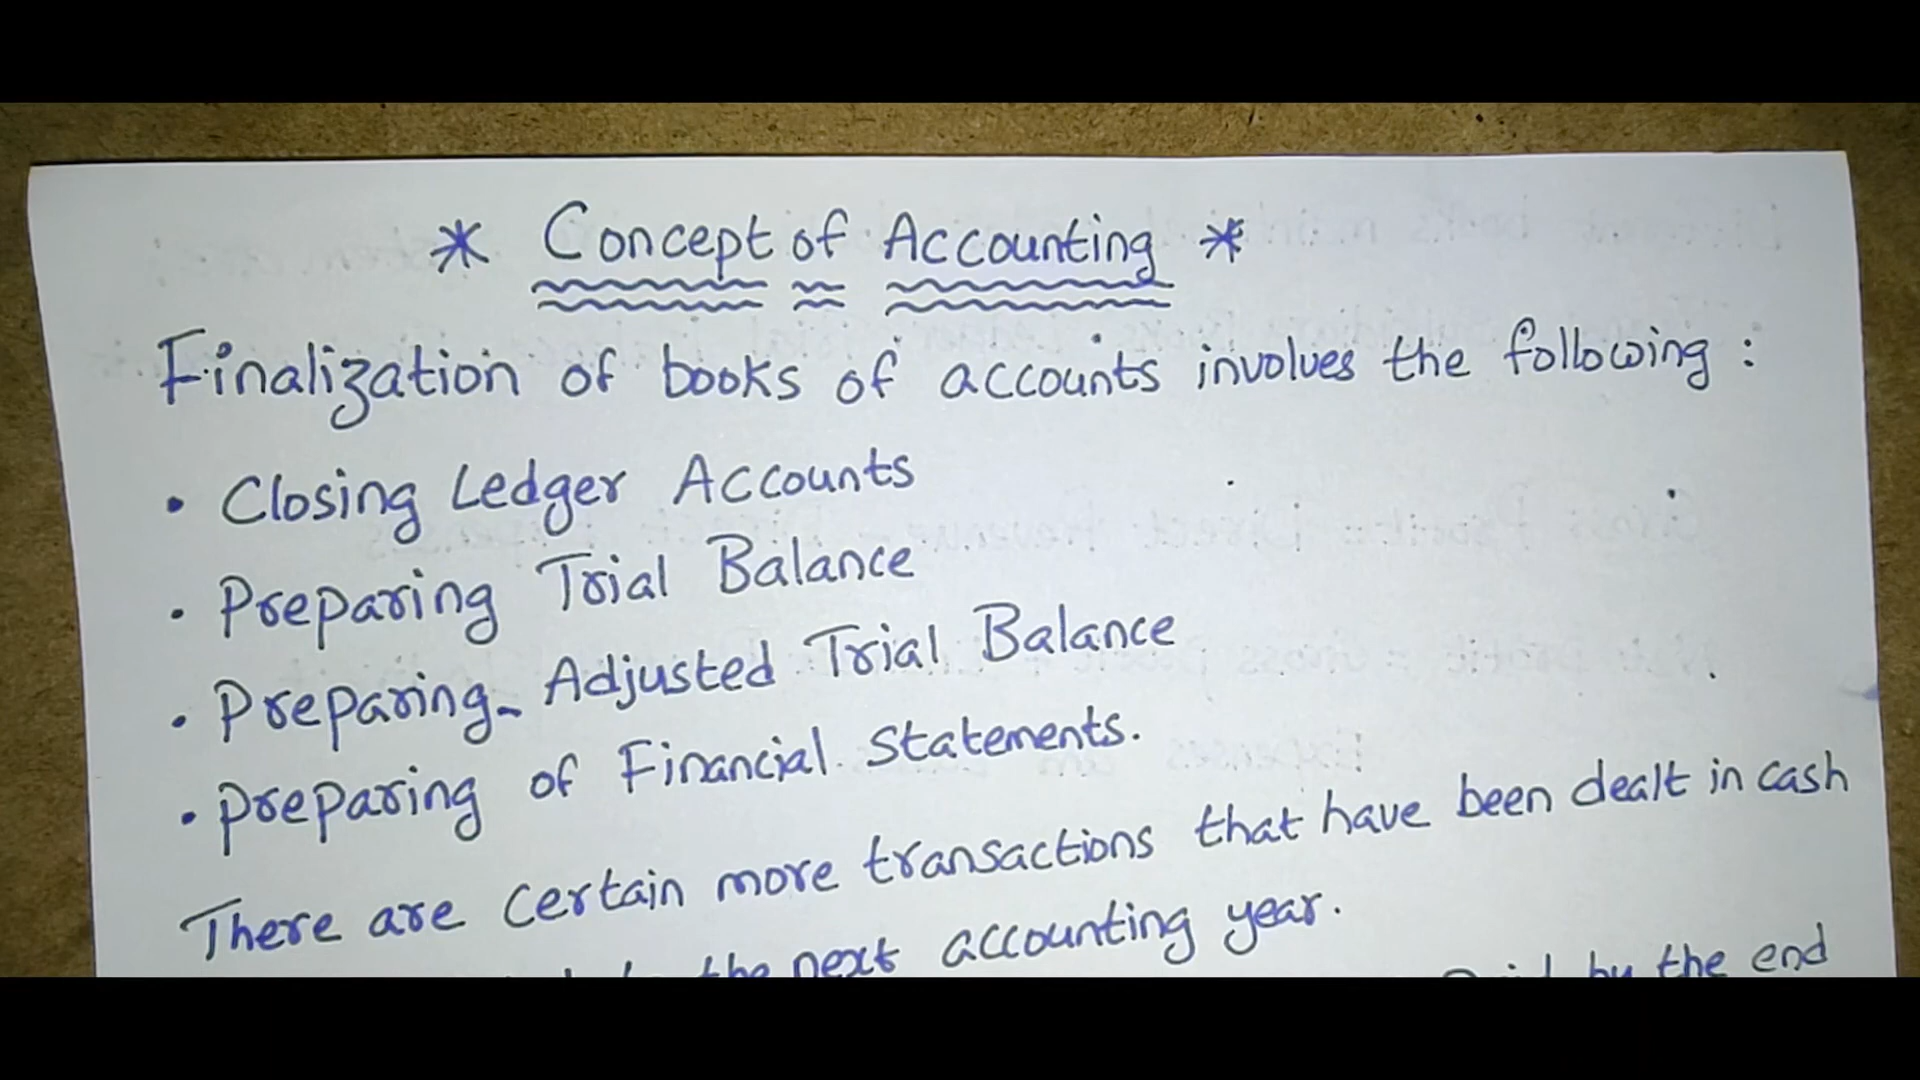 * Concept of Accounting *
Finalization of books of accounts involves the following :
• Closing Ledger Accounts
• Preparing Trial Balance
• Preparing Adjusted Trial Balance
• Preparing of Financial Statements.
There are certain more transactions that have been dealt in cash
the next accounting year.
by the end